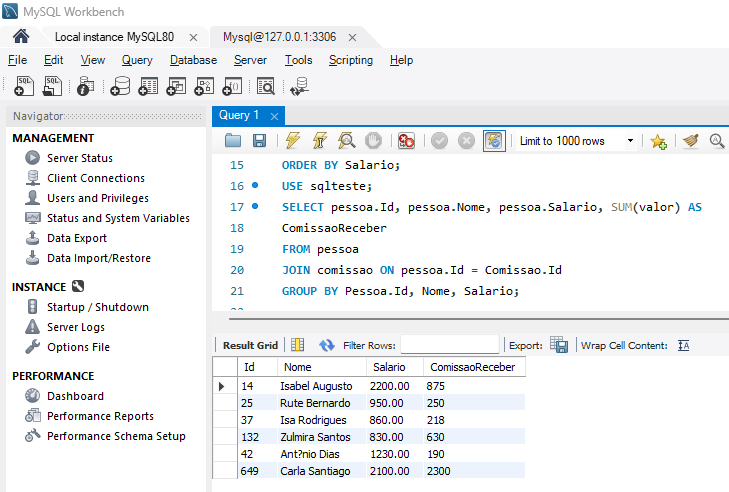 MySQL Workbench
Local instance MySQL80 × Mysql@127.0.0.1:3306 ×
File Edit View Query Database Server Tools Scripting Help
SQL SQL
Navigator
Query 1 ×
MANAGEMENT
Server Status
Client Connections
Users and Privileges
Status and System Variables
Data Export
Data Import/Restore
INSTANCE
Startup / Shutdown
Server Logs
Options File
PERFORMANCE
Dashboard
Performance Reports
Performance Schema Setup
Limit to 1000 rows
15 ORDER BY Salario;
16 USE sqlteste;
17 SELECT pessoa.Id, pessoa.Nome, pessoa.Salario, SUM(valor) AS
18 ComissaoReceber
19 FROM pessoa
20 JOIN comissao ON pessoa.Id = Comissao.Id
21 GROUP BY Pessoa.Id, Nome, Salario;
Result Grid Filter Rows: Export: Wrap Cell Content: IA
Id Nome Salario ComissaoReceber
14 Isabel Augusto 2200.00 875
25 Rute Bernardo 950.00 250
37 Isa Rodrigues 860.00 218
132 Zulmira Santos 830.00 630
42 Ant?nio Dias 1230.00 190
649 Carla Santiago 2100.00 2300